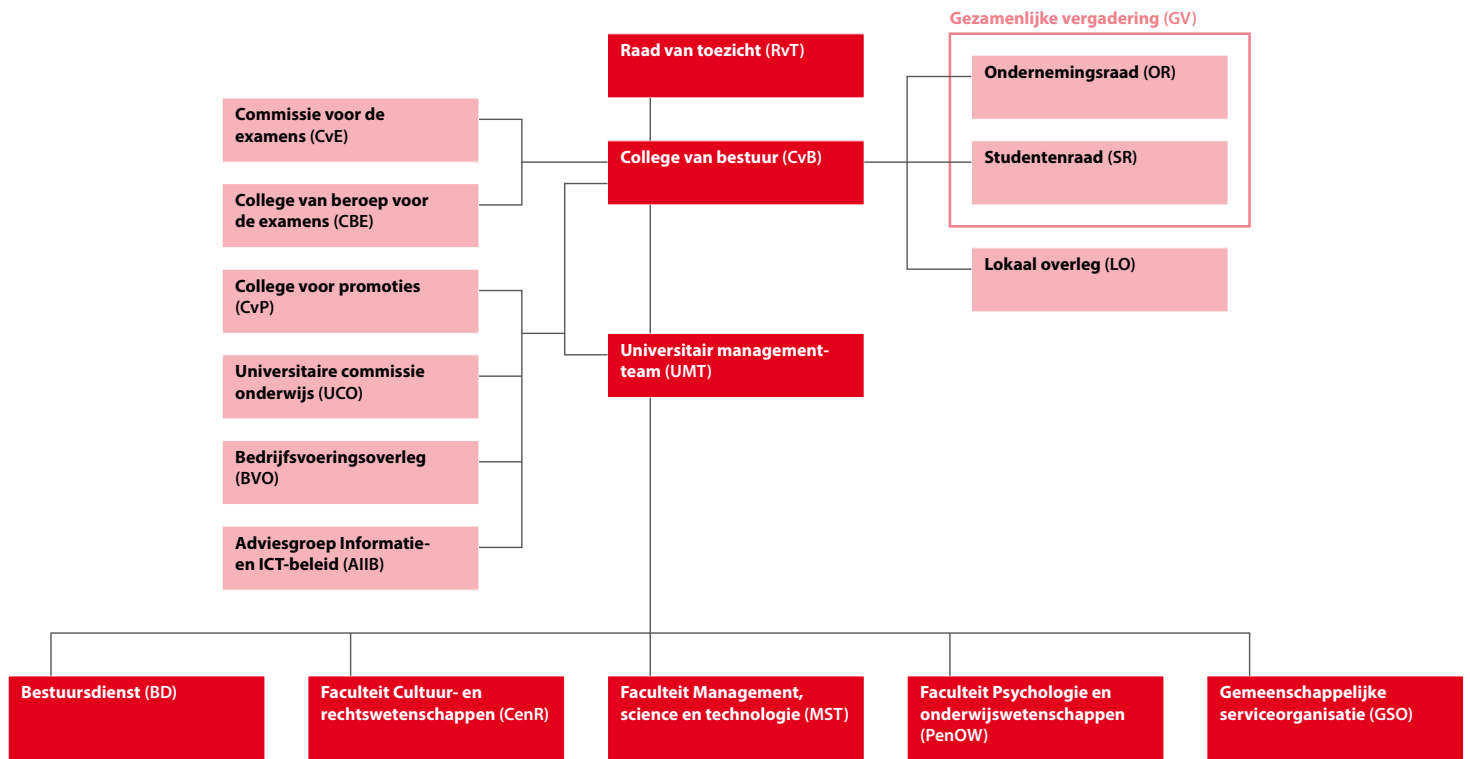 Gezamenlijke vergadering (GV)
Raad van toezicht (RvT)
Ondernemingsraad (OR)
Commissie voor de
examens (CvE)
College van bestuur (CvB)
Studentenraad (SR)
College van beroep voor
de examens (CBE)
Lokaal overleg (LO)
College voor promoties
(CvP)
Universitair management-
team (UMT)
Universitaire commissie
onderwijs (UCO)
Bedrijfsvoeringsoverleg
(BVO)
Adviesgroep Informatie-
en ICT-beleid (AIIB)
Bestuursdienst (BD)
Faculteit Cultuur- en
rechtswetenschappen (CenR)
Faculteit Management,
science en technologie (MST)
Faculteit Psychologie en
onderwijswetenschappen
(PenOW)
Gemeenschappelijke
serviceorganisatie (GSO)